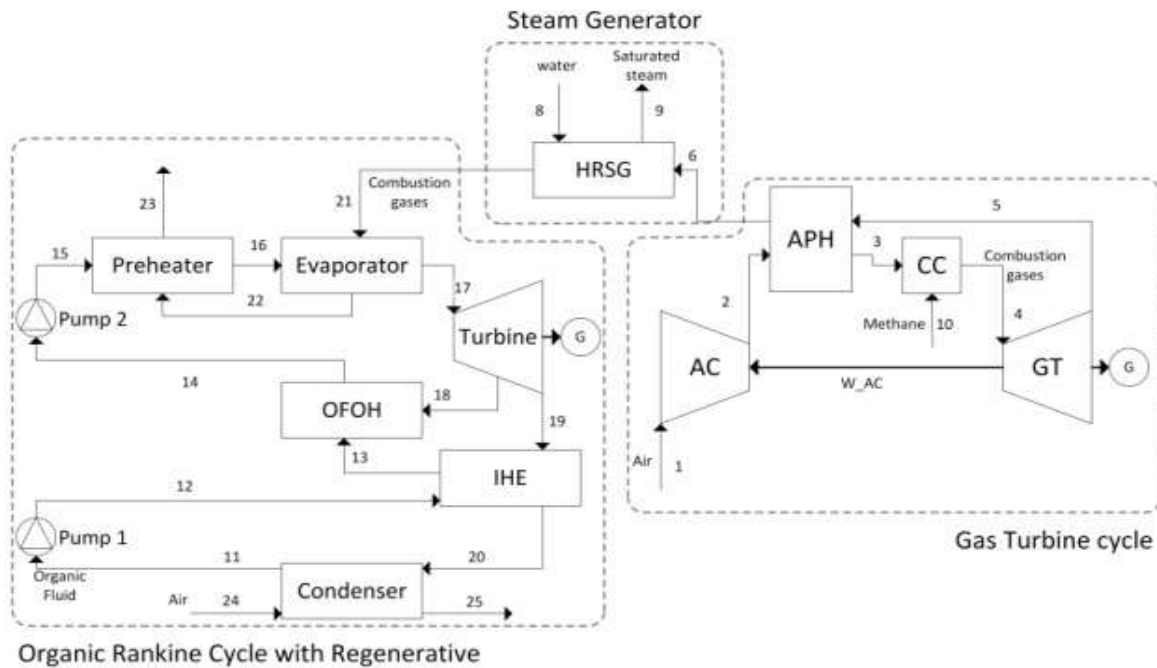 Steam Generator
water
Saturated
steam
8
9
HRSG
6
21
Combustion
gases
23
15
Preheater
16
Evaporator
22
17
Pump 2
Turbine
G
14
OFOH
18
19
13
IHE
12
Pump 1
11
20
Organic
Fluid
Air
24
Condenser
25
Organic Rankine Cycle with Regenerative
5
APH
3
CC
Combustion
gases
2
Methane
10
4
AC
W_AC
GT
G
Air
1
Gas Turbine cycle